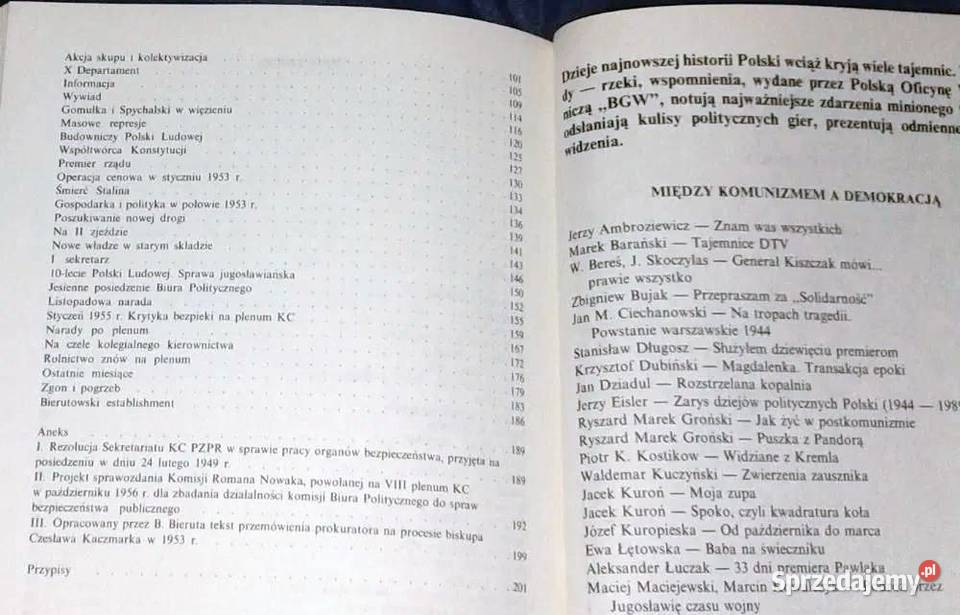 Akcja skupu i kolektywizacja 101
X Departament 105
Informacja 109
Wywiad 114
Gomułka i Spychalski w więzieniu 116
Masowe represje 120
Budowniczy Polski Ludowej 125
Współtwórca Konstytucji 127
Premier rządu 130
Operacja cenowa w styczniu 1953 r. 133
Śmierć Stalina 134
Gospodarka i polityka w połowie 1953 r. 136
Poszukiwanie nowej drogi 139
Na II zjeździe 141
Nowe władze w starym składzie 143
I sekretarz 146
10-lecie Polski Ludowej. Sprawa jugosławiańska 150
Jesienne posiedzenie Biura Politycznego 152
Listopadowa narada 155
Styczeń 1955 r. Krytyka bezpieki na plenum KC 159
Narady po plenum 167
Na czele kolegialnego kierownictwa 172
Rolnictwo znów na plenum 176
Ostatnie miesiące 179
Zgon i pogrzeb 183
Bierutowski establishment 186
Aneks 189
I. Rezolucja Sekretariatu KC PZPR w sprawie pracy organów bezpieczeństwa, przyjęta na
posiedzeniu w dniu 24 lutego 1949 r. 189
II. Projekt sprawozdania Komisji Romana Nowaka, powołanej na VIII plenum KC
w październiku 1956 r. dla zbadania działalności komisji Biura Politycznego do spraw
bezpieczeństwa publicznego 192
III. Opracowany przez B. Bieruta tekst przemówienia prokuratora na procesie biskupa
Czesława Kaczmarka w 1953 r. 199
Przypisy 201
Dzieje najnowszej historii Polski wciąż kryją wiele tajemnic.
dy — rzeki, wspomnienia, wydane przez Polską Oficynę
niczą „BGW", notują najważniejsze zdarzenia minionego
odsłaniają kulisy politycznych gier, prezentują odmienne
widzenia.
MIĘDZY KOMUNIZMEM A DEMOKRACJĄ
Jerzy Ambroziewicz — Znam was wszystkich
Marek Barański — Tajemnice DTV
W. Bereś, J. Skoczylas — Generał Kiszczak mówi...
prawie wszystko
Zbigniew Bujak — Przepraszam za „Solidarność"
Jan M. Ciechanowski — Na tropach tragedii.
Powstanie warszawskie 1944
Stanisław Długosz — Służyłem dziewięciu premierom
Krzysztof Dubiński — Magdalenka. Transakcja epoki
Jan Dziadul — Rozstrzelana kopalnia
Jerzy Eisler — Zarys dziejów politycznych Polski (1944 — 1989
Ryszard Marek Groński — Jak żyć w postkomunizmie
Ryszard Marek Groński — Puszka z Pandorą
Piotr K. Kostikow — Widziane z Kremla
Waldemar Kuczyński — Zwierzenia zausznika
Jacek Kuroń — Moja zupa
Jacek Kuroń — Spoko, czyli kwadratura koła
Józef Kuropieska — Od października do marca
Ewa Łętowska — Baba na świeczniku
Aleksander Łuczak — 33 dni premiera Pawlaka
Maciej Maciejewski, Marcin
przez
Jugosławię czasu wojny
Sprzedajemy.pl